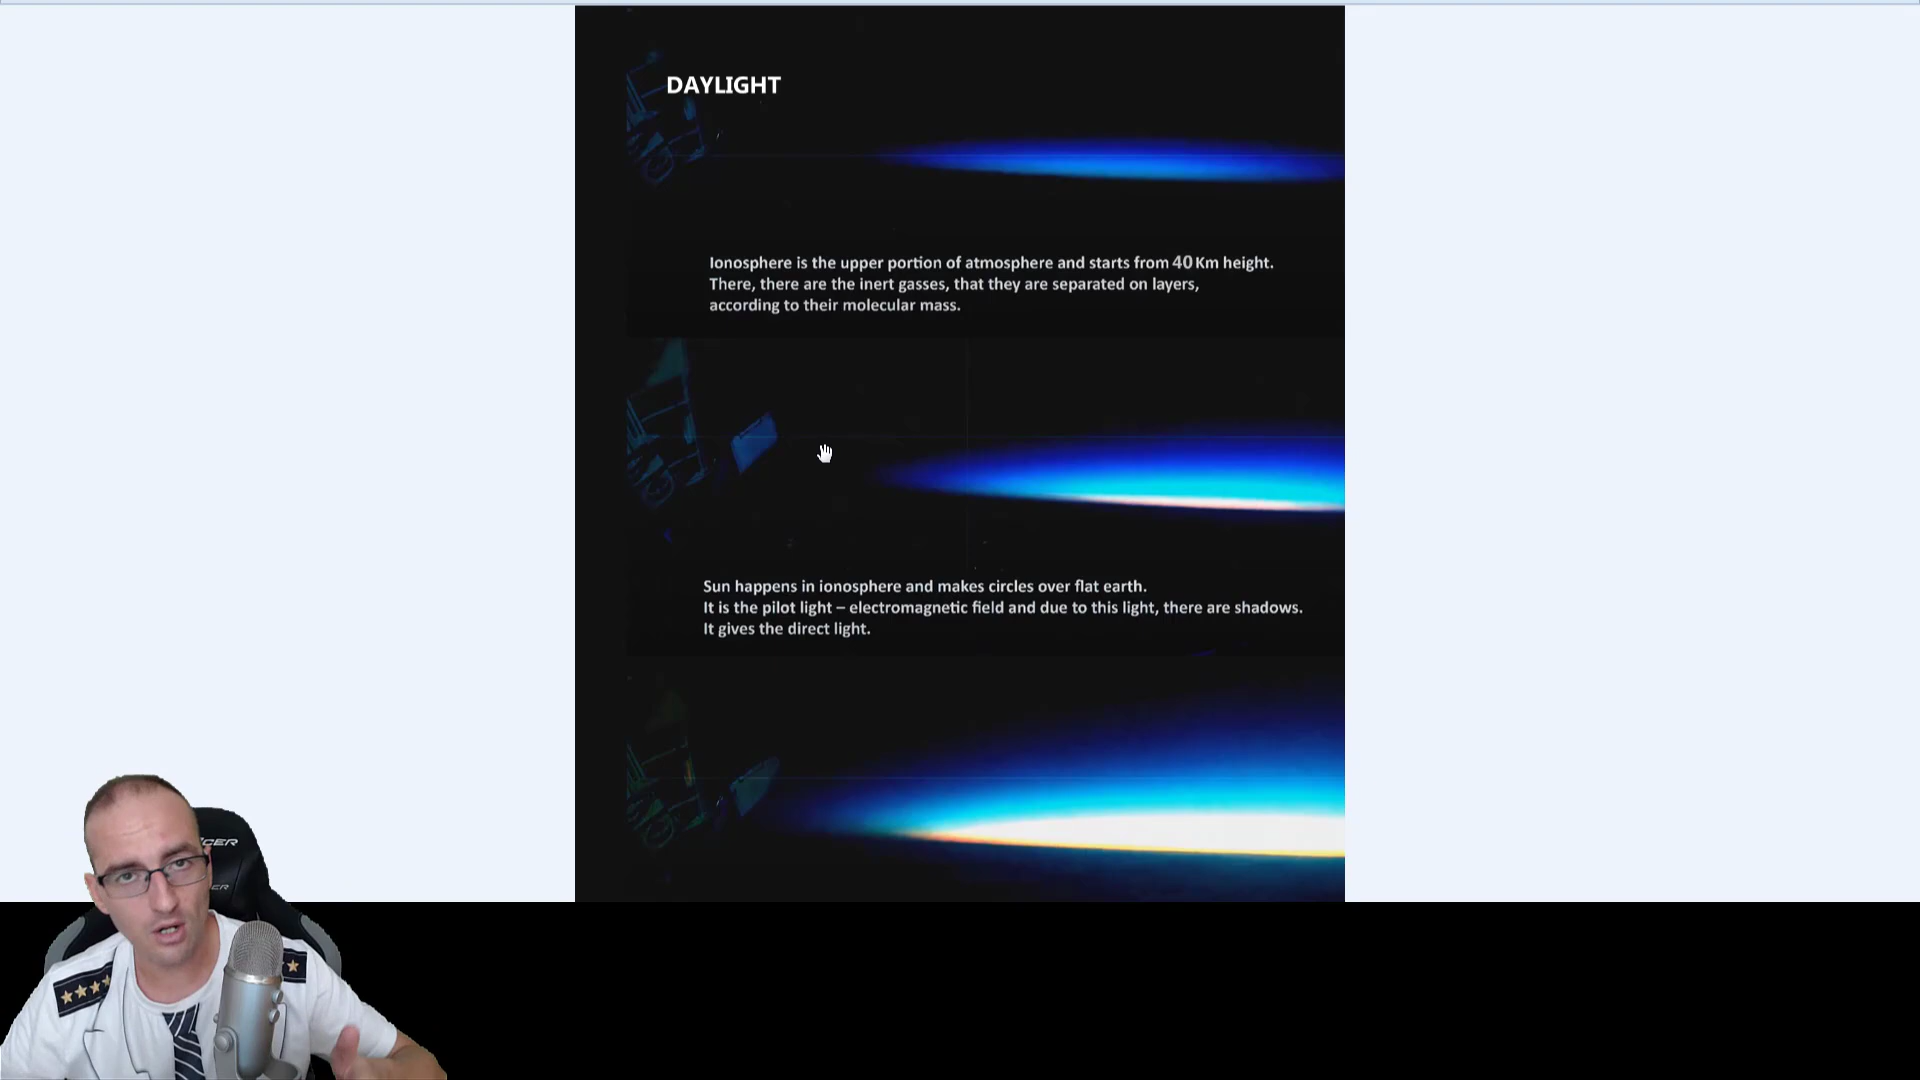 DAYLIGHT
Ionosphere is the upper portion of atmosphere and starts from 40 Km height.
There, there are the inert gasses, that they are separated on layers,
according to their molecular mass.
Sun happens in ionosphere and makes circles over flat earth.
It is the pilot light – electromagnetic field and due to this light, there are shadows.
It gives the direct light.